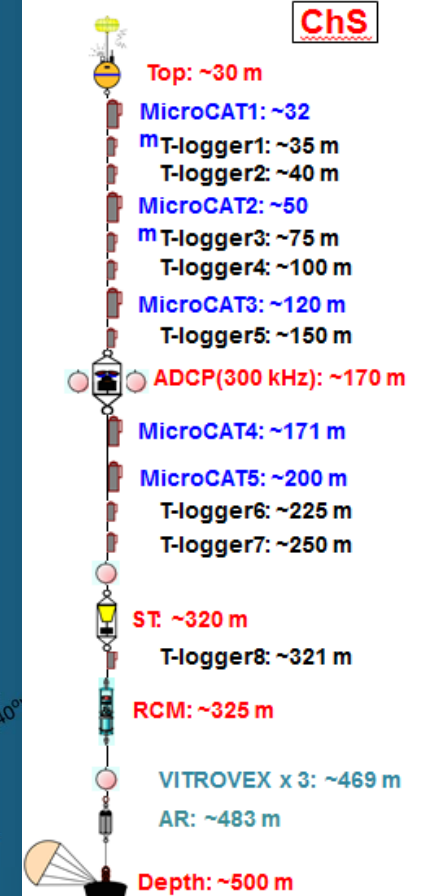 ChS
Top: ~30 m
MicroCAT1: ~32
m
T-logger1: ~35 m
T-logger2: ~40 m
MicroCAT2: ~50
m
T-logger3: ~75 m
T-logger4: ~100 m
MicroCAT3: ~120 m
T-logger5: ~150 m
ADCP(300 kHz): ~170 m
MicroCAT4: ~171 m
MicroCAT5: ~200 m
T-logger6: ~225 m
T-logger7: ~250 m
ST: ~320 m
T-logger8: ~321 m
RCM: ~325 m
40°
VITROVEX x 3: ~469 m
AR: ~483 m
Depth: ~500 m